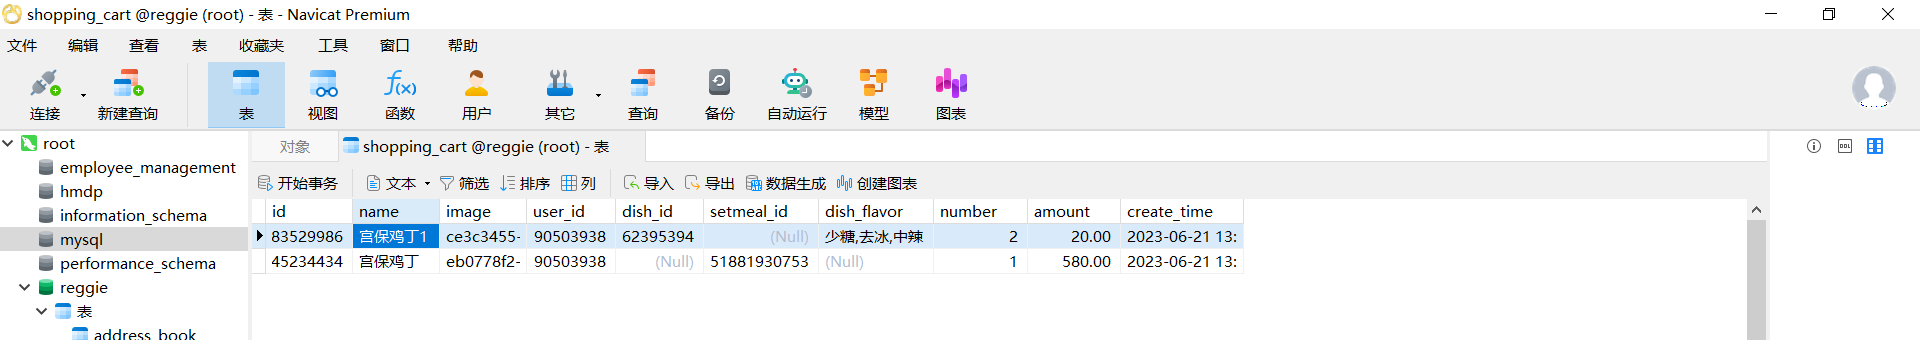 shopping_cart @reggie (root) - 表 - Navicat Premium
文件 编辑 查看 表 收藏夹 工具 窗口 帮助
连接 新建查询 表 视图 函数 用户 其它 查询 备份 自动运行 模型 图表
root
employee_management
hmdp
information_schema
mysql
performance_schema
reggie
表
address_book
对象 shopping_cart @reggie (root) - 表
开始事务 文本 筛选 排序 列 导入 导出 数据生成 创建图表
id name image user_id dish_id setmeal_id dish_flavor number amount create_time
83529986 宫保鸡丁1 ce3c3455- 90503938 62395394 (Null) 少糖,去冰,中辣 2 20.00 2023-06-21 13:
45234434 宫保鸡丁 eb0778f2- 90503938 (Null) 51881930753 (Null) 1 580.00 2023-06-21 13:
DDL